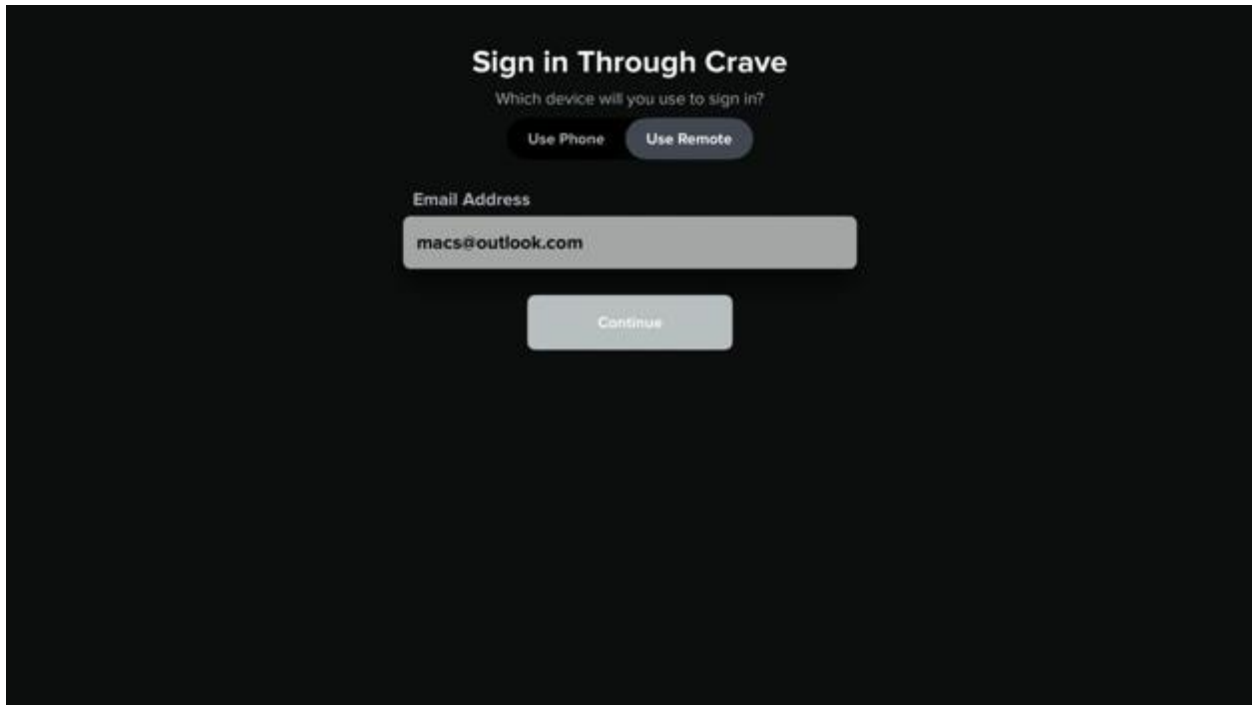 Sign in Through Crave
Which device will you use to sign in?
Use Phone Use Remote
Email Address
macs@outlook.com
Continue